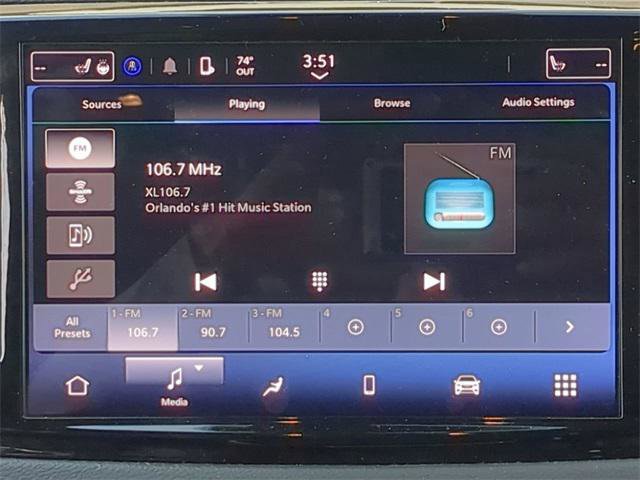 -- 74° OUT 3:51 --
Sources Playing Browse Audio Settings
FM
106.7 MHz
XL106.7
Orlando's #1 Hit Music Station
FM
All Presets
1 - FM 106.7
2 - FM 90.7
3 - FM 104.5
4
5
6
Media